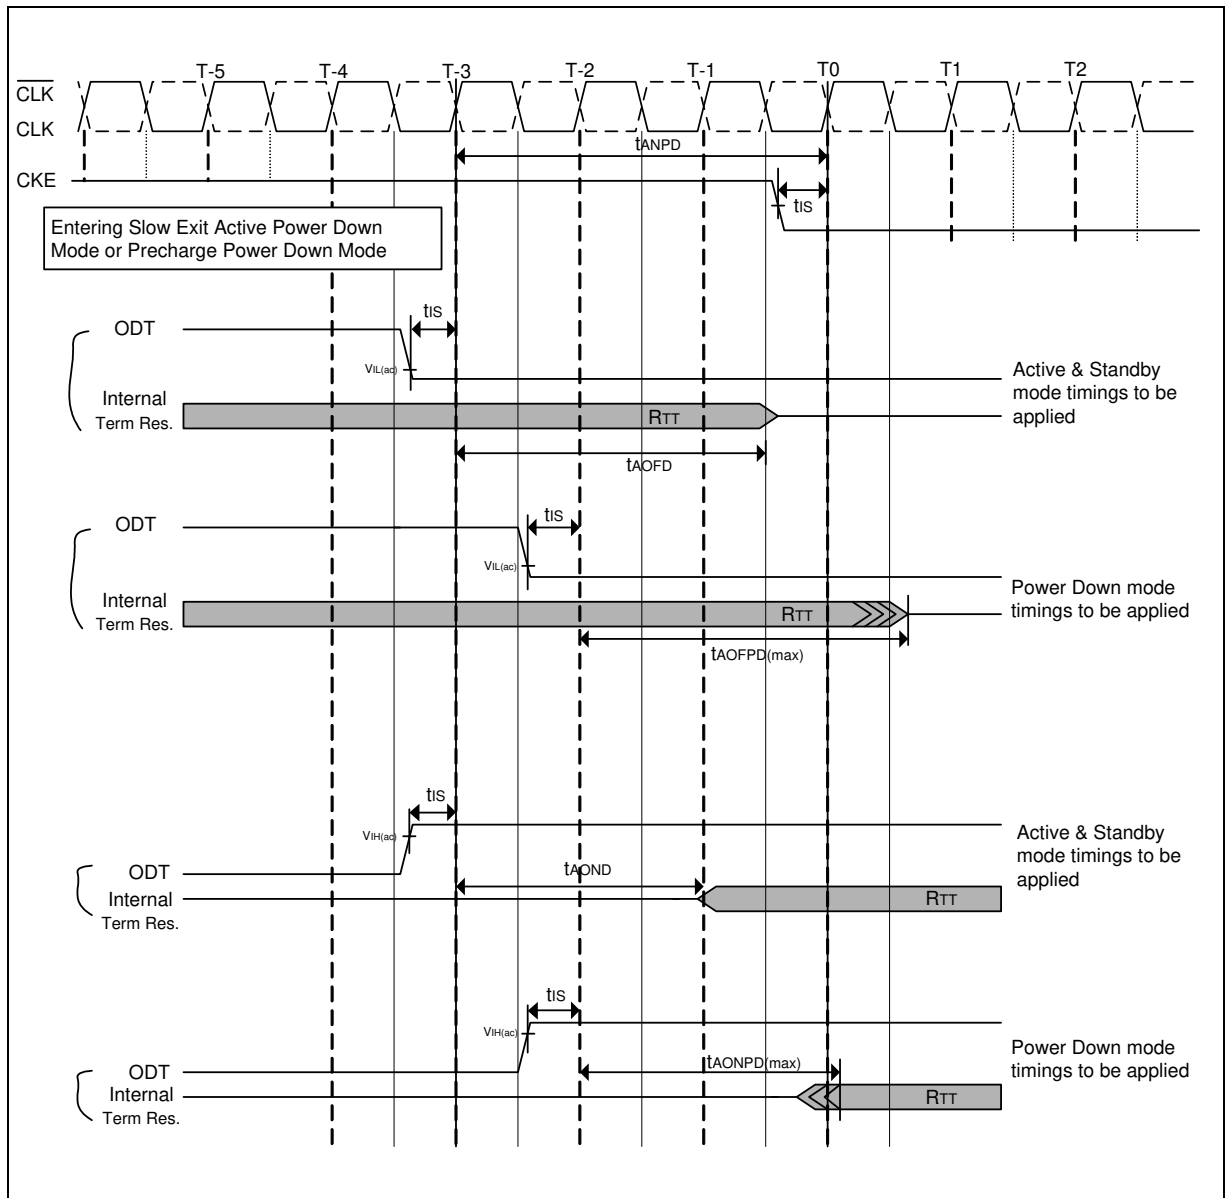 T-5 T-4 T-3 T-2 T-1 T0 T1 T2
CLK
CLK
tANPD
CKE
tIS
Entering Slow Exit Active Power Down
Mode or Precharge Power Down Mode
tIS
ODT
VIL(ac)
Active & Standby
mode timings to be
applied
Internal
Term Res.
RTT
tAOFD
tIS
ODT
VIL(ac)
Power Down mode
timings to be applied
Internal
Term Res.
RTT
tAOFPD(max)
tIS
VIH(ac)
Active & Standby
mode timings to be
applied
ODT
tAOND
Internal
Term Res.
RTT
tIS
VIH(ac)
Power Down mode
timings to be applied
ODT
tAONPD(max)
Internal
Term Res.
RTT